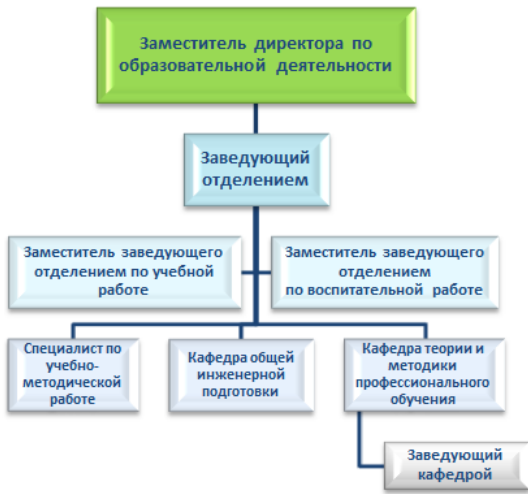 Заместитель директора по
образовательной деятельности
Заведующий
отделением
Заместитель заведующего
отделением по учебной
работе
Заместитель заведующего
отделением
по воспитательной работе
Специалист по
учебно-
методической
работе
Кафедра общей
инженерной
подготовки
Кафедра теории и
методики
профессионального
обучения
Заведующий
кафедрой